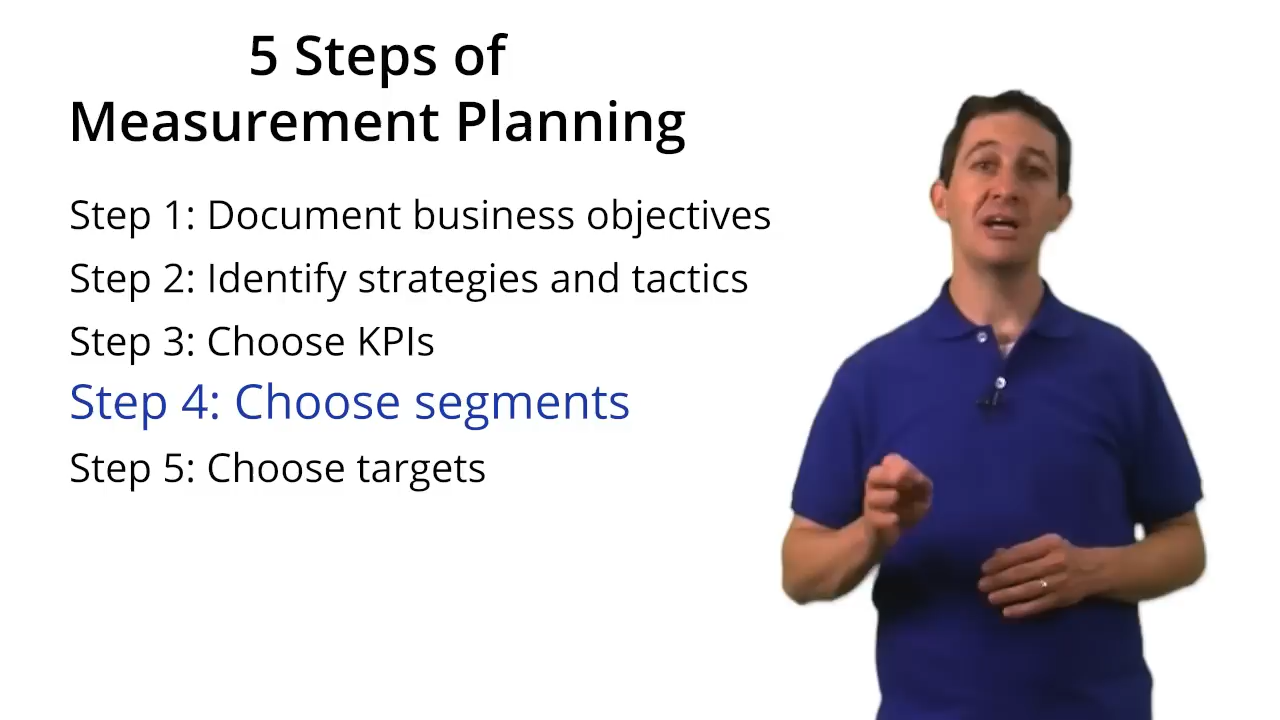 5 Steps of
Measurement Planning
Step 1: Document business objectives
Step 2: Identify strategies and tactics
Step 3: Choose KPIs
Step 4: Choose segments
Step 5: Choose targets